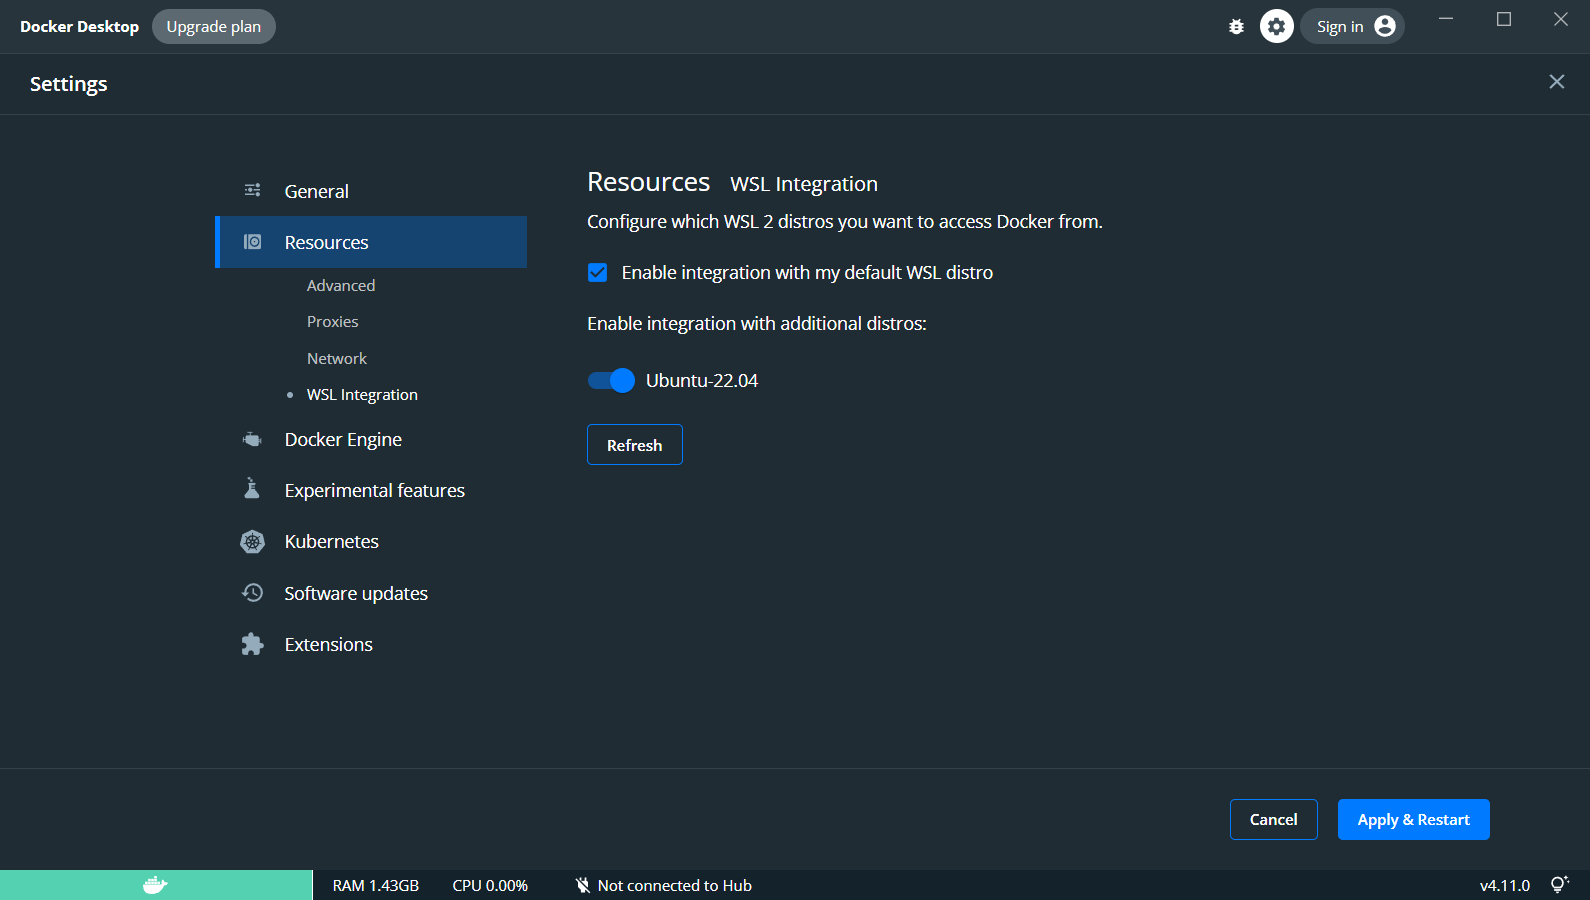 Docker Desktop Upgrade plan Sign in
Settings
General
Resources
Advanced
Proxies
Network
WSL Integration
Docker Engine
Experimental features
Kubernetes
Software updates
Extensions
Resources WSL Integration
Configure which WSL 2 distros you want to access Docker from.
Enable integration with my default WSL distro
Enable integration with additional distros:
Ubuntu-22.04
Refresh
Cancel Apply & Restart
RAM 1.43GB CPU 0.00% Not connected to Hub v4.11.0